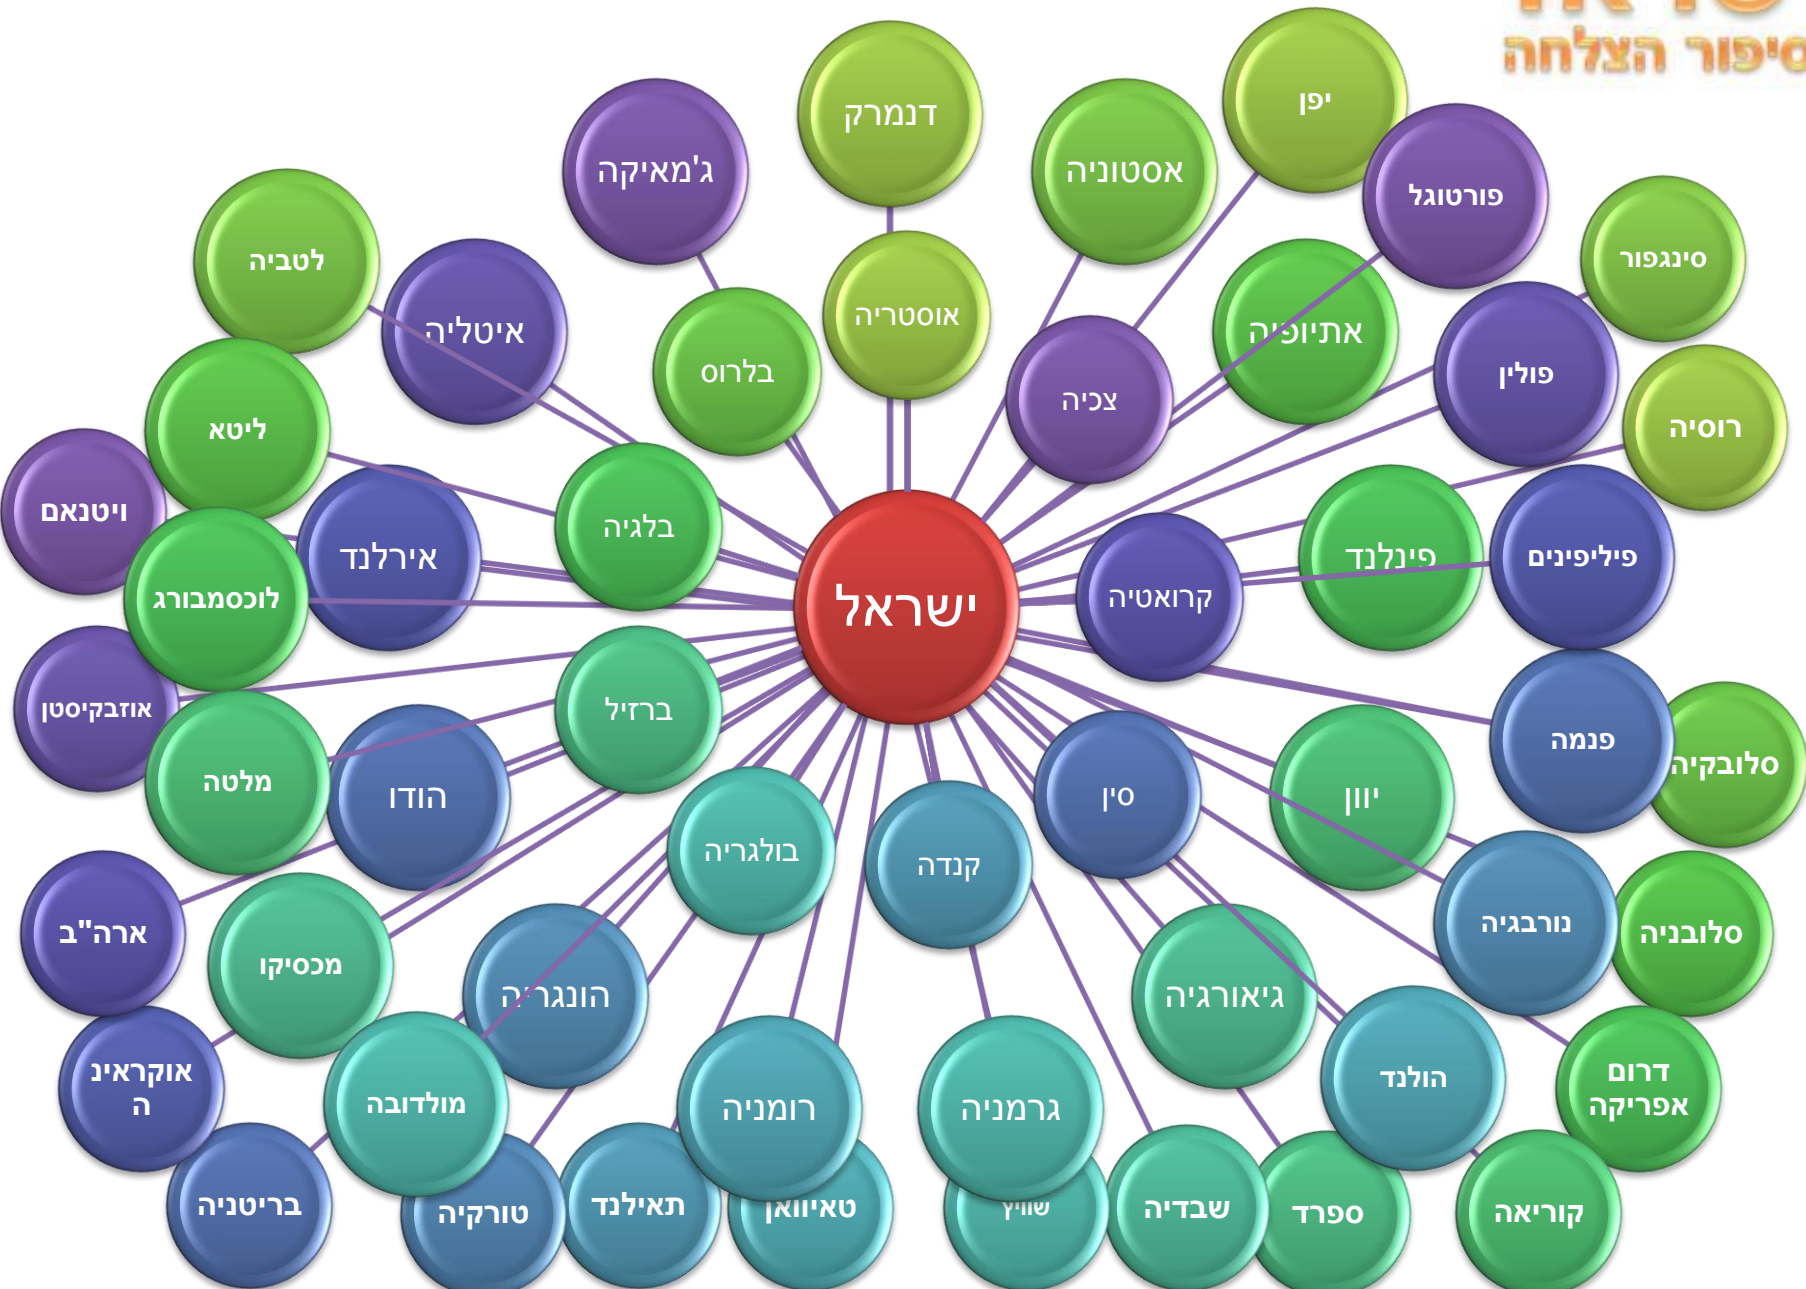 סיפור הצלחה
יפן
דנמרק
ג'מאיקה
אסטוניה
פורטוגל
סינגפור
לטביה
איטליה
אוסטריה
אתיופיה
בלרוס
פולין
צכיה
רוסיה
ליטא
ויטנאם
אירלנד
בלגיה
פינלנד
פיליפינים
לוכסמבורג
ישראל
קרואטיה
אוזבקיסטן
ברזיל
פנמה
סלובקיה
מלטה
הודו
סין
יוון
בולגריה
קנדה
ארה"ב
נורבגיה
סלובניה
מכסיקו
הונגריה
גיאורגיה
אוקראינ
ה
דרום
אפריקה
מולדובה
רומניה
גרמניה
הולנד
בריטניה
טורקיה
תאילנד
טאיוואן
שוויץ
שבדיה
ספרד
קוריאה